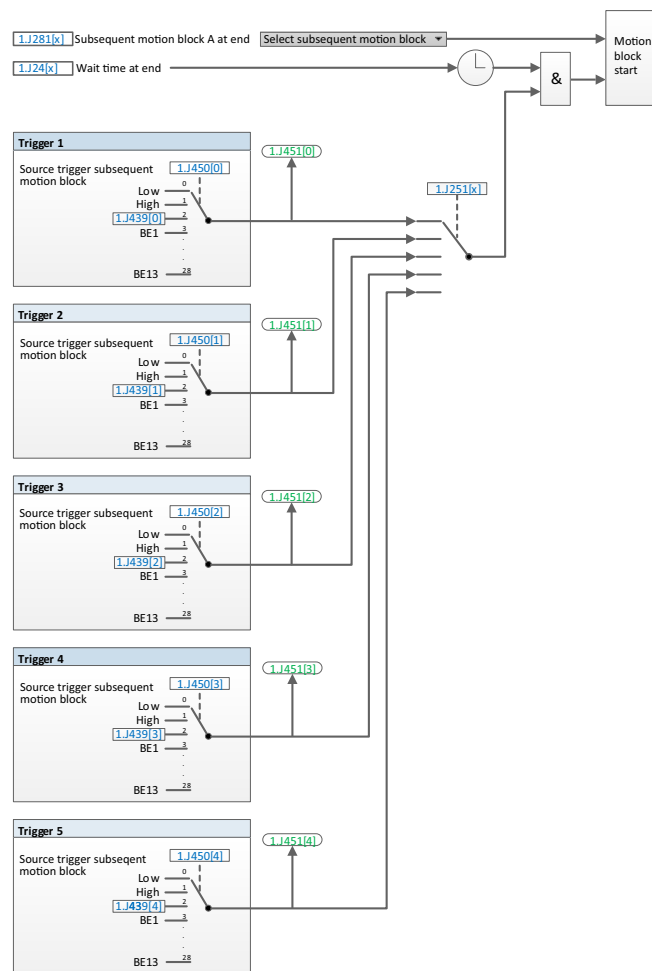 1.J281[x] Subsequent motion block A at end Select subsequent motion block
Motion
block
start
1.J24[x] Wait time at end
&
Trigger 1
1.J451[0]
Source trigger subsequent
motion block
1.J450[0]
1.J251[x]
Low 0
High 1
1.J439[0] 2
BE1 3
.
.
.
BE13 28
Trigger 2
1.J451[1]
Source trigger subsequent
motion block
1.J450[1]
Low 0
High 1
1.J439[1] 2
BE1 3
.
.
.
BE13 28
Trigger 3
1.J451[2]
Source trigger subsequent
motion block
1.J450[2]
Low 0
High 1
1.J439[2] 2
BE1 3
.
.
.
BE13 28
Trigger 4
1.J451[3]
Source trigger subsequent
motion block
1.J450[3]
Low 0
High 1
1.J439[3] 2
BE1 3
.
.
.
BE13 28
Trigger 5
1.J451[4]
Source trigger subseqent
motion block
1.J450[4]
Low 0
High 1
1.J439[4] 2
BE1 3
.
.
.
BE13 28